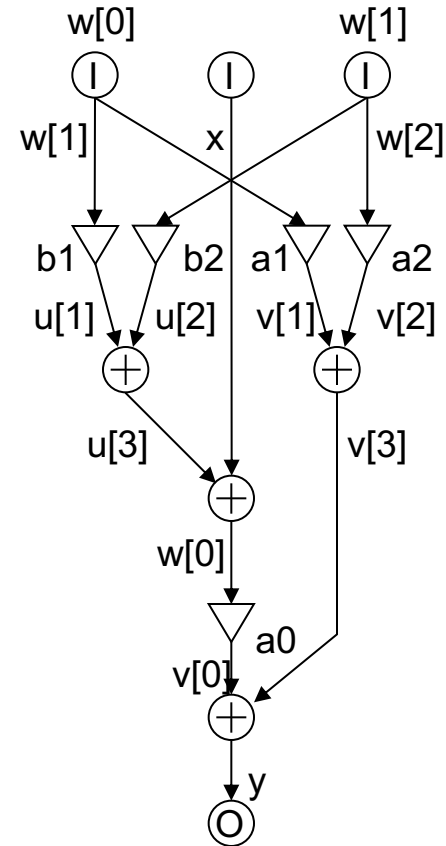 w[0] w[1]
I I I
w[1] x w[2]
b1 b2 a1 a2
u[1] u[2] v[1] v[2]
+ +
u[3] v[3]
+
w[0]
a0
v[0]
+
y
O